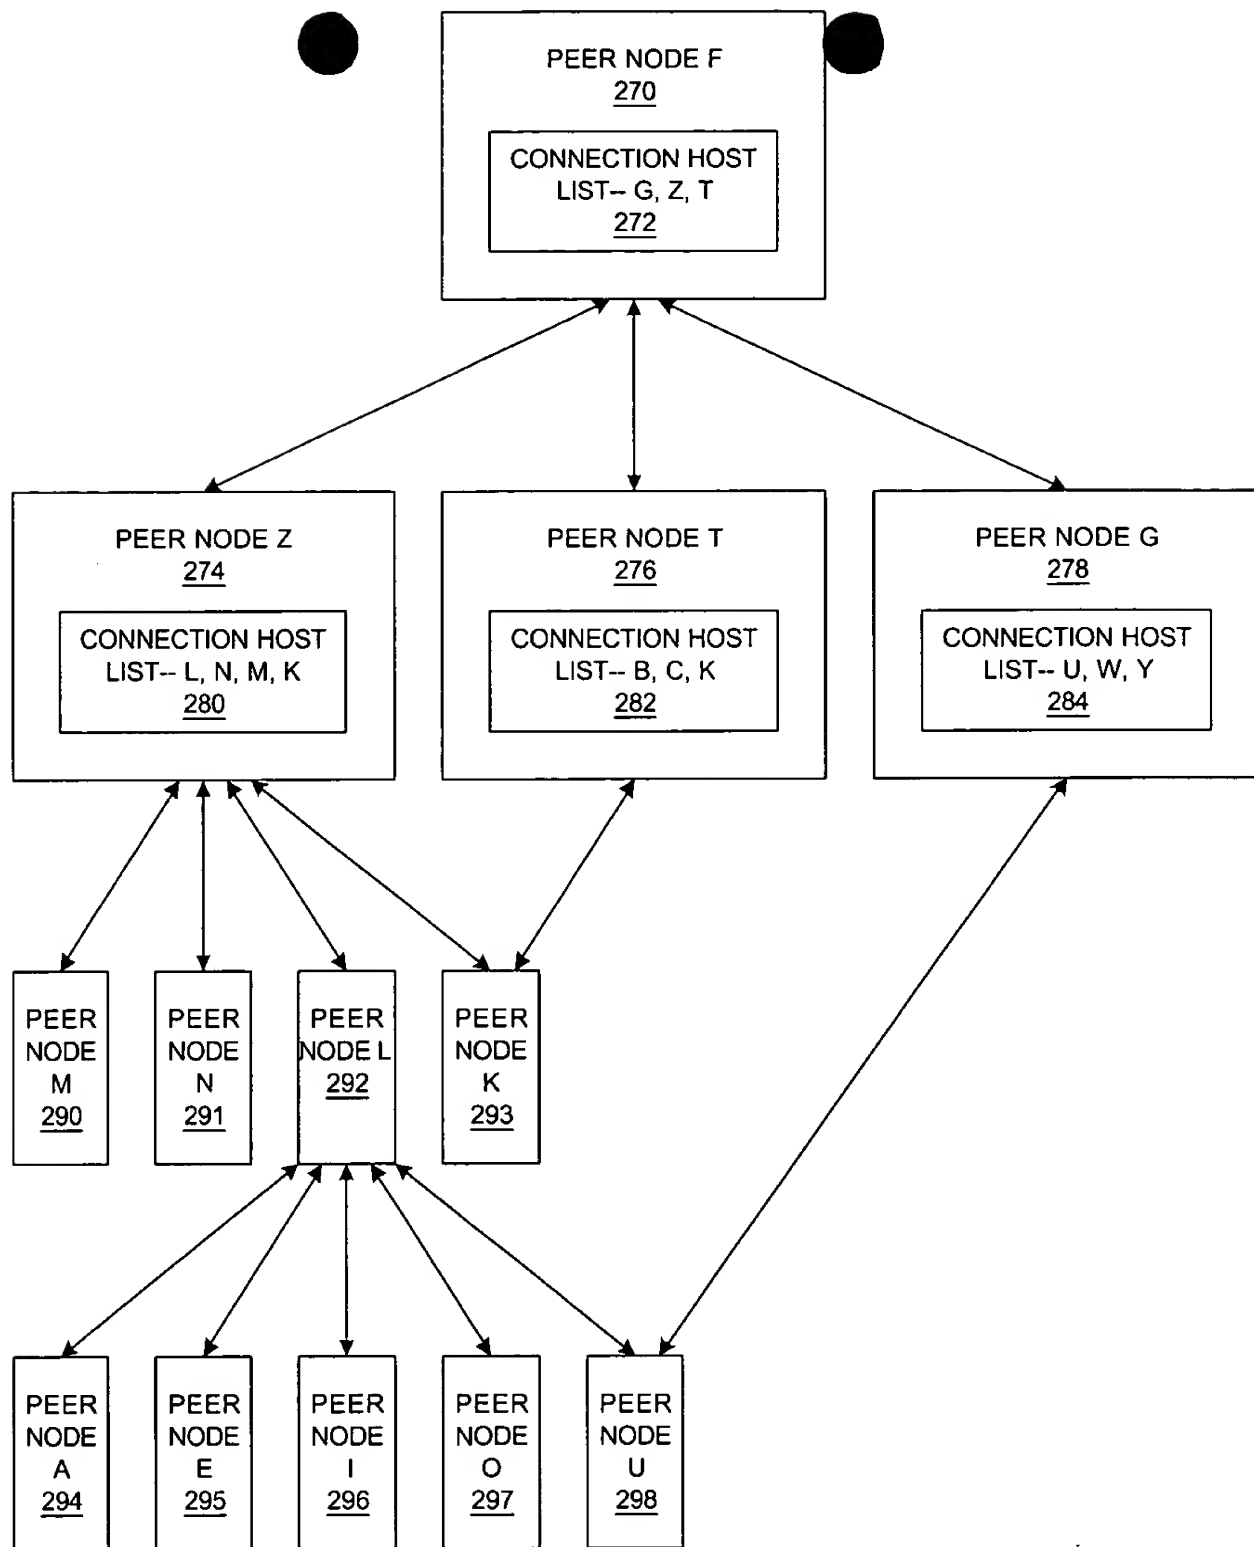 PEER NODE F
270
CONNECTION HOST
LIST-- G, Z, T
272
PEER NODE Z
274
CONNECTION HOST
LIST-- L, N, M, K
280
PEER NODE T
276
CONNECTION HOST
LIST-- B, C, K
282
PEER NODE G
278
CONNECTION HOST
LIST-- U, W, Y
284
PEER
NODE
M
290
PEER
NODE
N
291
PEER
NODE L
292
PEER
NODE
K
293
PEER
NODE
A
294
PEER
NODE
E
295
PEER
NODE
I
296
PEER
NODE
O
297
PEER
NODE
U
298